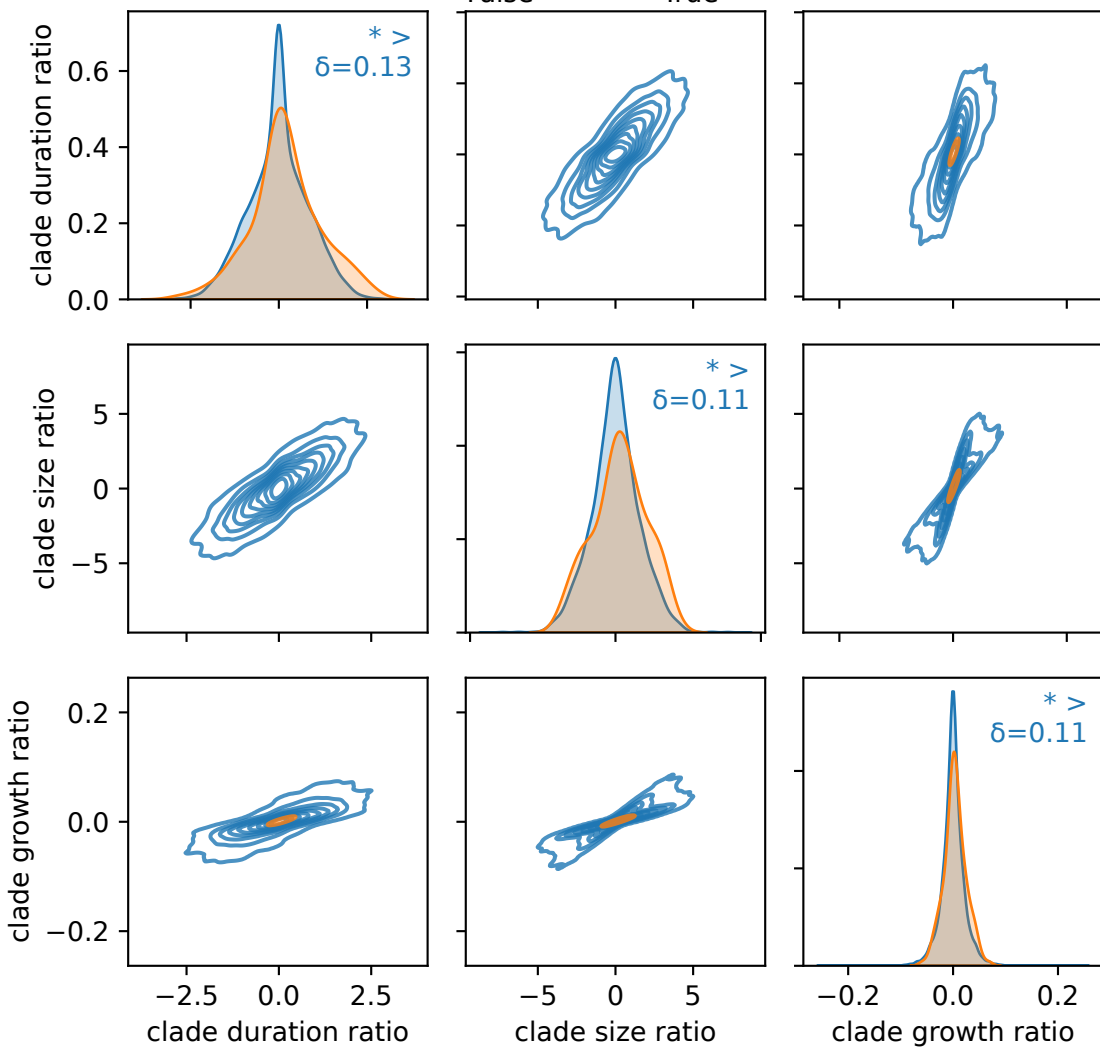 True
clade duration ratio
0.6
0.4
0.2
0.0
* >
δ=0.13
clade size ratio
5
0
−5
* >
δ=0.11
clade growth ratio
0.2
0.0
−0.2
* >
δ=0.11
−2.5 0.0 2.5
−5 0 5
−0.2 0.0 0.2
clade duration ratio
clade size ratio
clade growth ratio